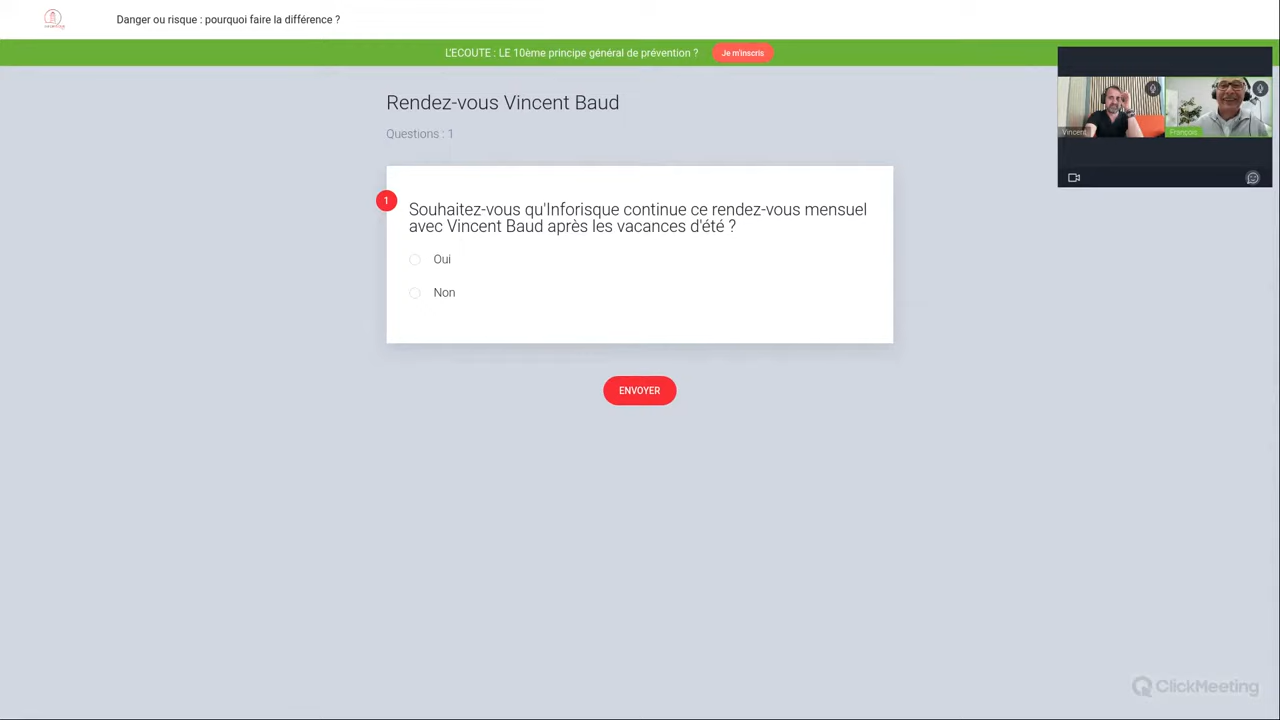 Danger ou risque : pourquoi faire la différence ?
L'ECOUTE : LE 10ème principe général de prévention ?
Je m'inscris
Rendez-vous Vincent Baud
Questions : 1
1
Souhaitez-vous qu'Inforisque continue ce rendez-vous mensuel
avec Vincent Baud après les vacances d'été ?
Oui
Non
ENVOYER
Vincent
François
ClickMeeting